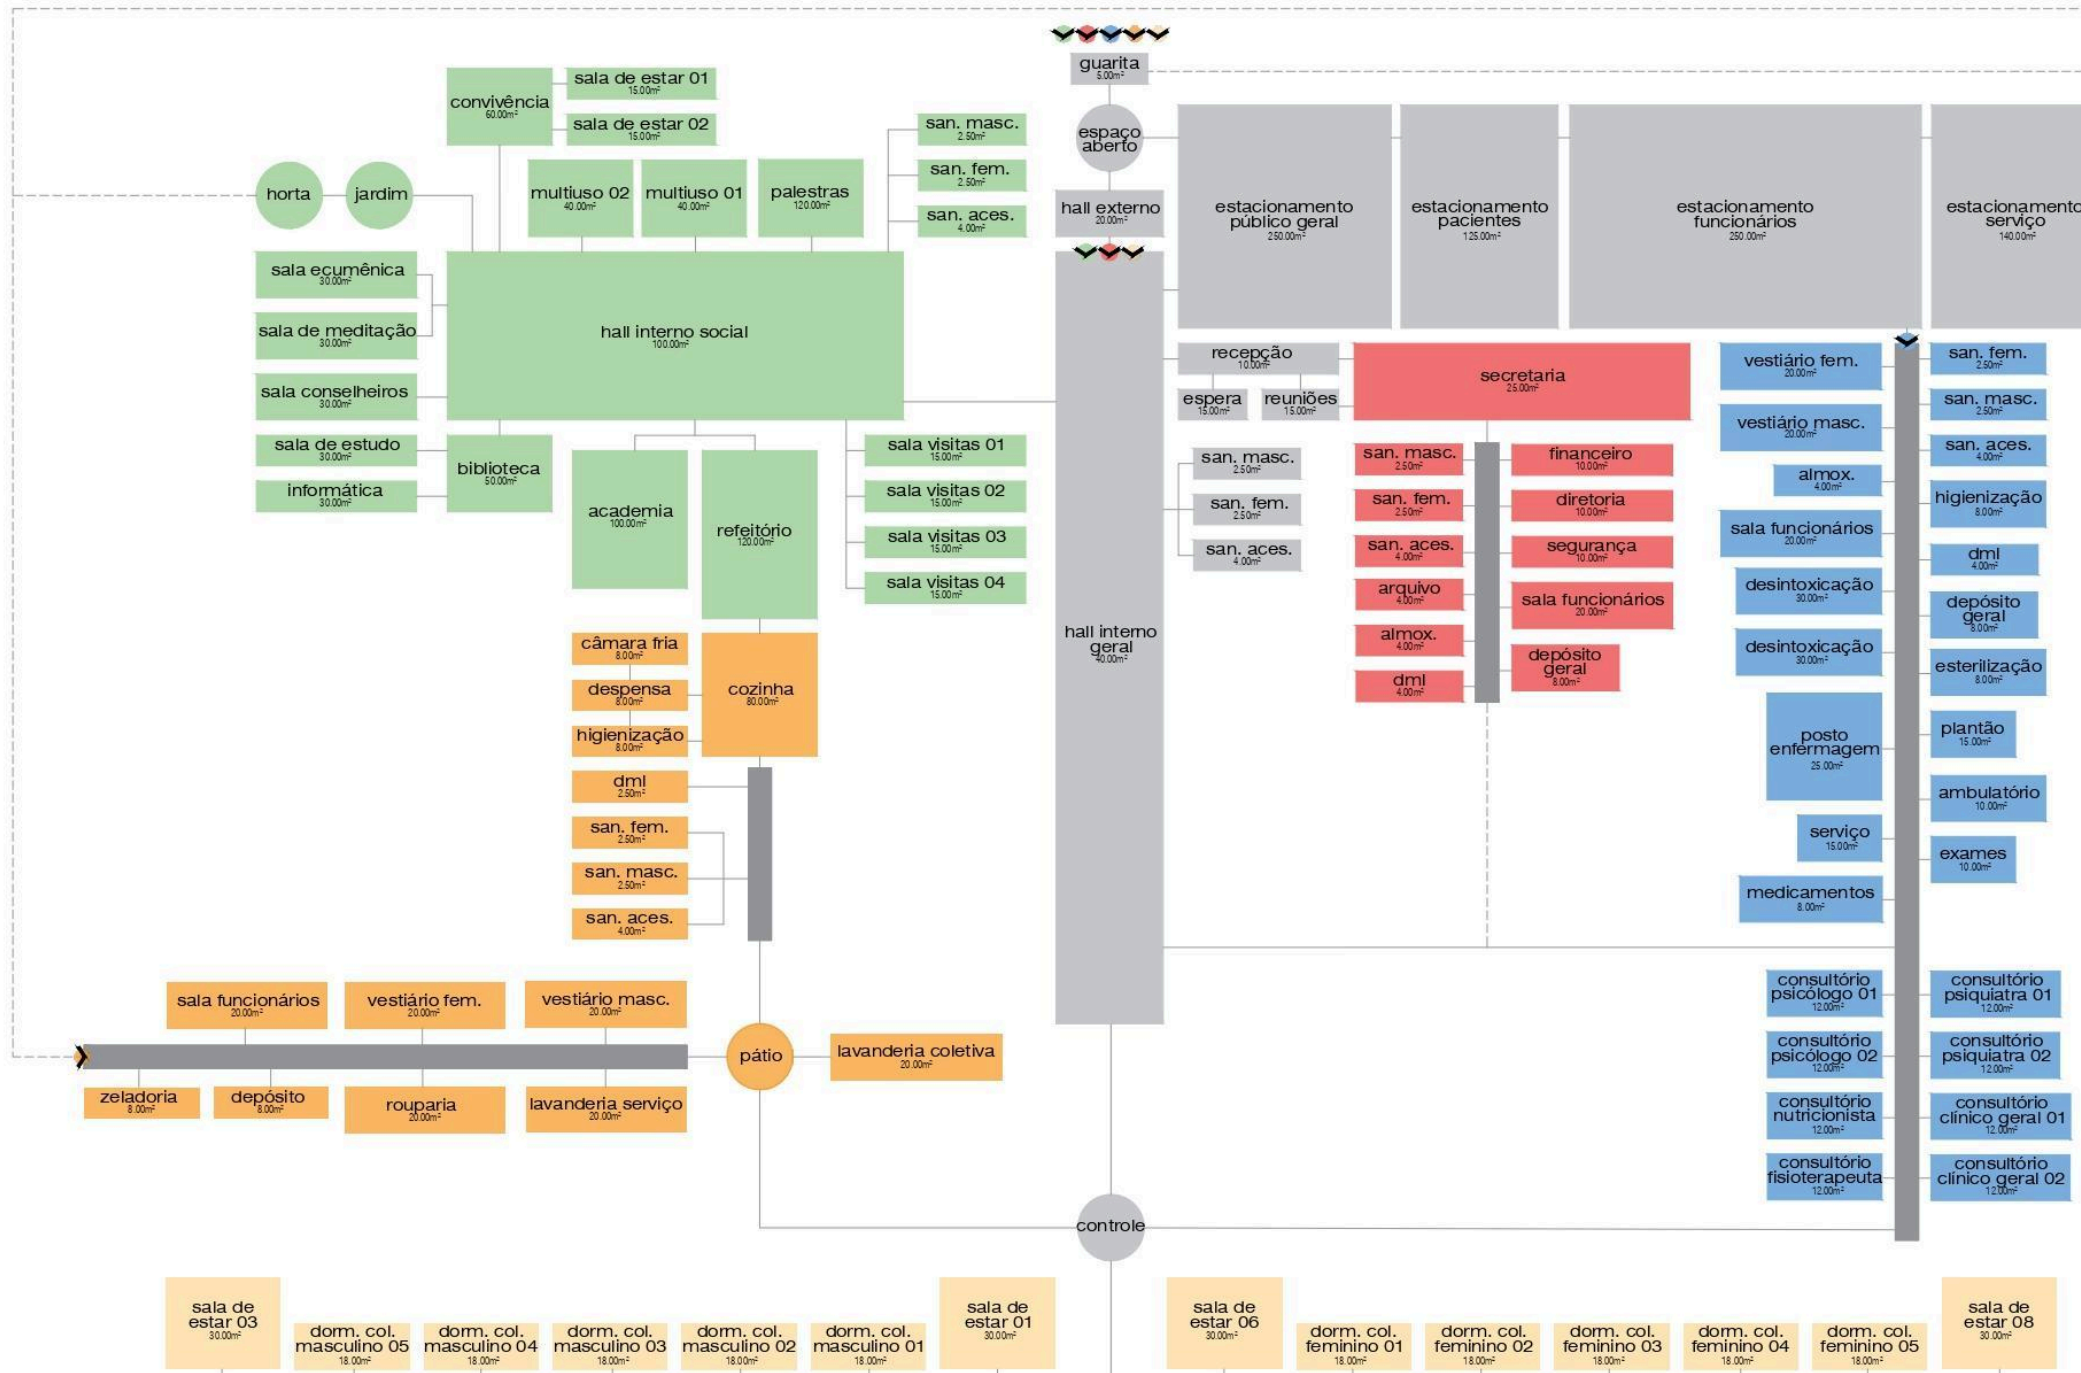 guarita
5.00m²
espaço
aberto
hall externo
20.00m²
estacionamento
público geral
250.00m²
estacionamento
pacientes
125.00m²
estacionamento
funcionários
250.00m²
estacionamento
serviço
140.00m²
convivência
60.00m²
sala de estar 01
15.00m²
sala de estar 02
15.00m²
san. masc.
2.50m²
san. fem.
2.50m²
san. aces.
4.00m²
horta
jardim
multiuso 02
40.00m²
multiuso 01
40.00m²
palestras
120.00m²
sala ecumênica
30.00m²
sala de meditação
30.00m²
sala conselheiros
30.00m²
hall interno social
100.00m²
sala de estudo
30.00m²
informática
30.00m²
biblioteca
50.00m²
academia
100.00m²
refeitório
120.00m²
sala visitas 01
15.00m²
sala visitas 02
15.00m²
sala visitas 03
15.00m²
sala visitas 04
15.00m²
câmara fria
8.00m²
despensa
8.00m²
higienização
8.00m²
cozinha
80.00m²
dml
2.50m²
san. fem.
2.50m²
san. masc.
2.50m²
san. aces.
4.00m²
sala funcionários
20.00m²
vestiário fem.
20.00m²
vestiário masc.
20.00m²
pátio
lavanderia coletiva
20.00m²
zeladoria
8.00m²
depósito
8.00m²
rouparia
20.00m²
lavanderia serviço
20.00m²
hall interno
geral
40.00m²
recepção
10.00m²
espera
15.00m²
reuniões
15.00m²
san. masc.
2.50m²
san. fem.
2.50m²
san. aces.
4.00m²
secretaria
25.00m²
san. masc.
2.50m²
san. fem.
2.50m²
san. aces.
4.00m²
arquivo
4.00m²
almox.
4.00m²
dml
4.00m²
financeiro
10.00m²
diretoria
10.00m²
segurança
10.00m²
sala funcionários
20.00m²
depósito
geral
8.00m²
vestiário fem.
20.00m²
vestiário masc.
20.00m²
almox.
4.00m²
sala funcionários
20.00m²
desintoxicação
30.00m²
desintoxicação
30.00m²
posto
enfermagem
25.00m²
serviço
15.00m²
medicamentos
8.00m²
san. fem.
2.50m²
san. masc.
2.50m²
san. aces.
4.00m²
higienização
8.00m²
dml
4.00m²
depósito
geral
8.00m²
esterilização
8.00m²
plantão
15.00m²
ambulatório
10.00m²
exames
10.00m²
consultório
psicólogo 01
12.00m²
consultório
psiquiatra 01
12.00m²
consultório
psicólogo 02
12.00m²
consultório
psiquiatra 02
12.00m²
consultório
nutricionista
12.00m²
consultório
clínico geral 01
12.00m²
consultório
fisioterapeuta
12.00m²
consultório
clínico geral 02
12.00m²
controle
sala de
estar 03
30.00m²
dorm. col.
masculino 05
18.00m²
dorm. col.
masculino 04
18.00m²
dorm. col.
masculino 03
18.00m²
dorm. col.
masculino 02
18.00m²
dorm. col.
masculino 01
18.00m²
sala de
estar 01
30.00m²
sala de
estar 06
30.00m²
dorm. col.
feminino 01
18.00m²
dorm. col.
feminino 02
18.00m²
dorm. col.
feminino 03
18.00m²
dorm. col.
feminino 04
18.00m²
dorm. col.
feminino 05
18.00m²
sala de
estar 08
30.00m²